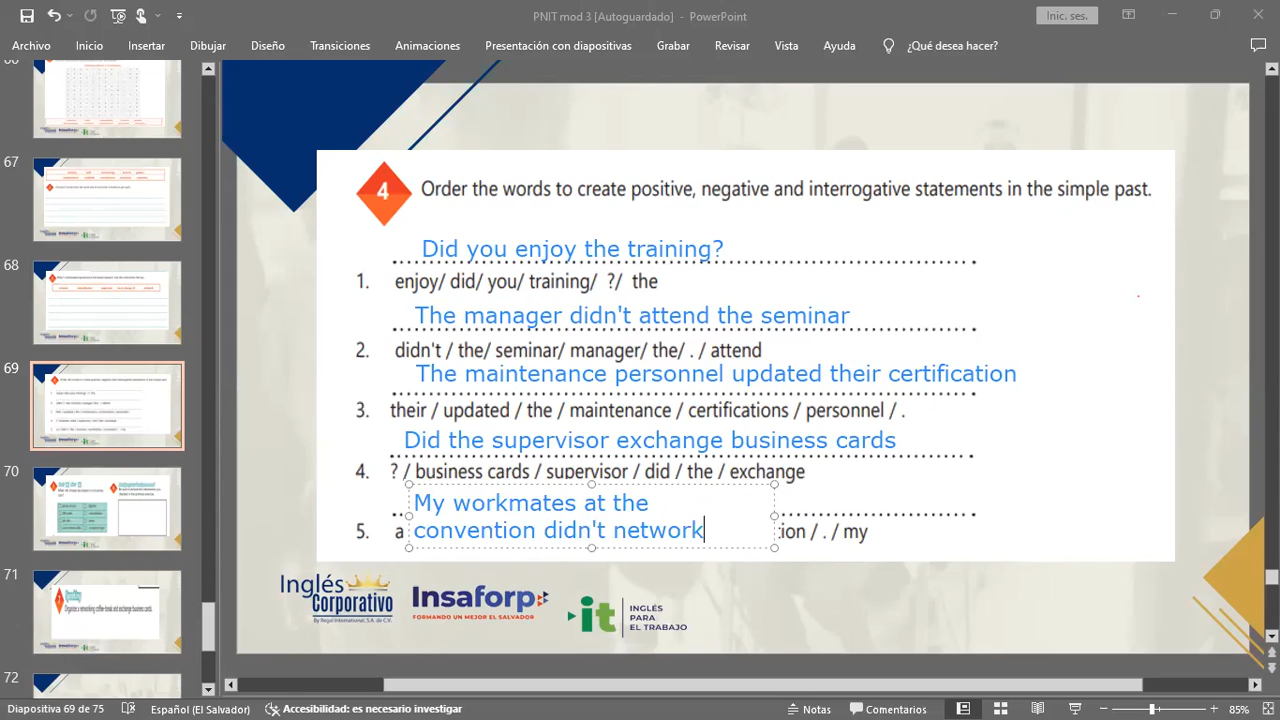 PNIT mod 3 [Autoguardado] - PowerPoint
Inic. ses.
Archivo Inicio Insertar Dibujar Diseño Transiciones Animaciones Presentación con diapositivas Grabar Revisar Vista Ayuda ¿Qué desea hacer?
67
68
69
70
71
72
4 Order the words to create positive, negative and interrogative statements in the simple past.
Did you enjoy the training?
1. enjoy/ did/ you/ training/ ?/ the
The manager didn't attend the seminar
2. didn't / the/ seminar/ manager/ the/ . / attend
The maintenance personnel updated their certification
3. their / updated / the / maintenance / certifications / personnel / .
Did the supervisor exchange business cards
4. ? / business cards / supervisor / did / the / exchange
My workmates at the
convention didn't network
5. a tion / . / my
Inglés
Corporativo
By Regal International, S.A. de C.V.
Insaforp
FORMANDO UN MEJOR EL SALVADOR
it INGLÉS
PARA
EL TRABAJO
Diapositiva 69 de 75 Español (El Salvador) Accesibilidad: es necesario investigar Notas Comentarios 85%